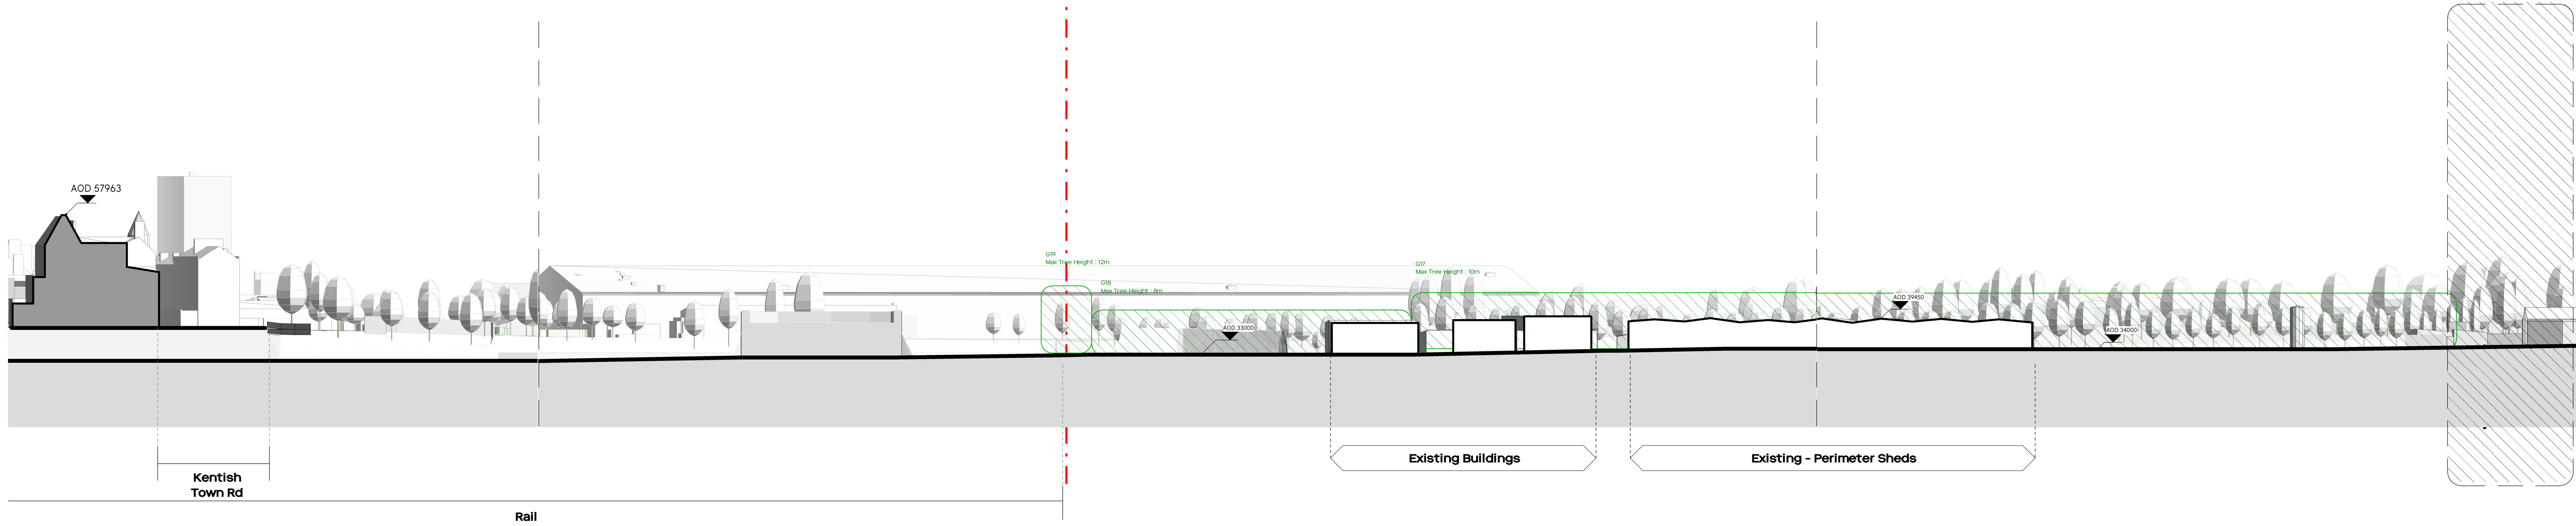 AOD 57963
G19
Max Tree Height : 12m
G18
Max Tree Height : 8m
G17
Max Tree Height : 10m
AOD 33000
AOD 39450
AOD 34000
Existing Buildings
Existing - Perimeter Sheds
Kentish
Town Rd
Rail